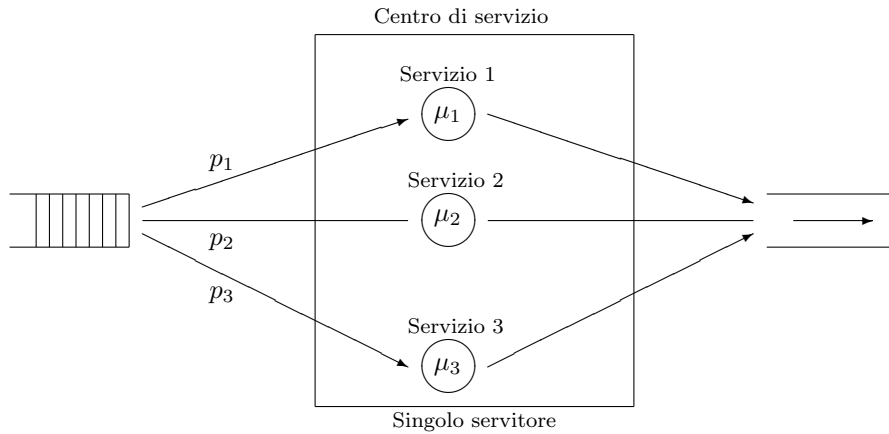 Centro di servizio
Servizio 1
μ₁
p₁
Servizio 2
μ₂
p₂
p₃
Servizio 3
μ₃
Singolo servitore